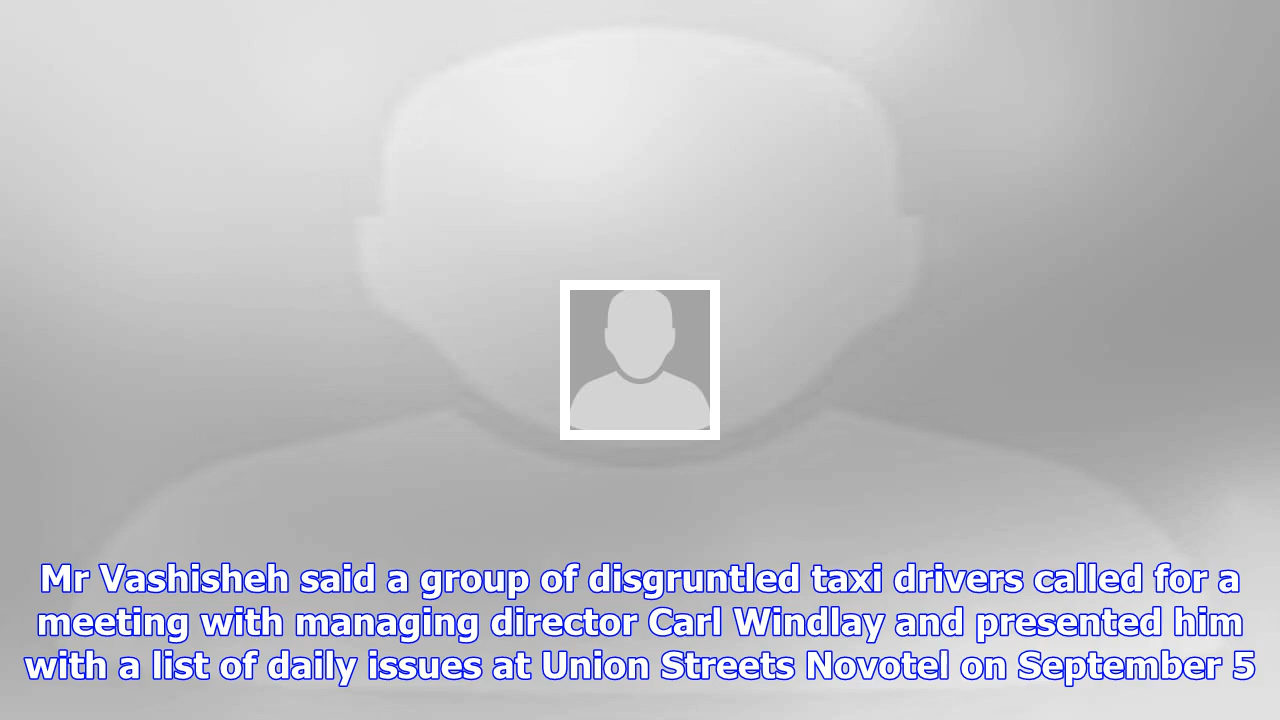 Mr Vashisheh said a group of disgruntled taxi drivers called for a
meeting with managing director Carl Windlay and presented him
with a list of daily issues at Union Streets Novotel on September 5